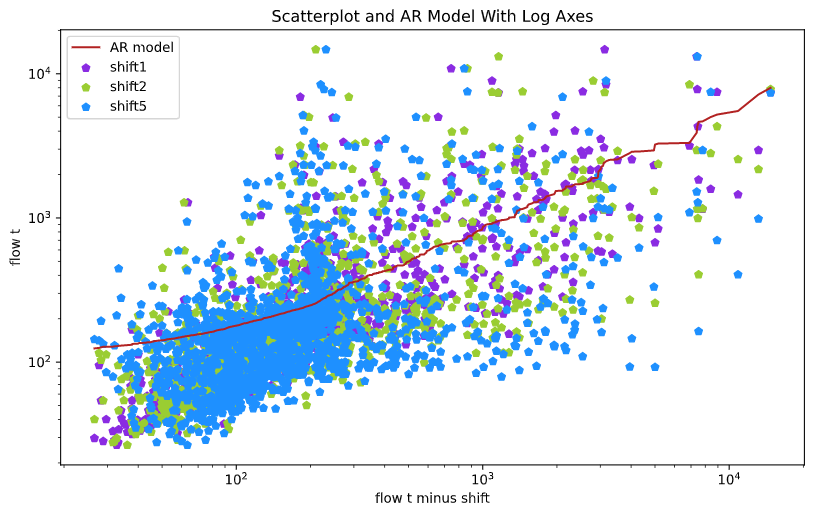 Scatterplot and AR Model With Log Axes
AR model
shift1
shift2
shift5
10⁴
10³
10²
flow t
10²
10³
10⁴
flow t minus shift